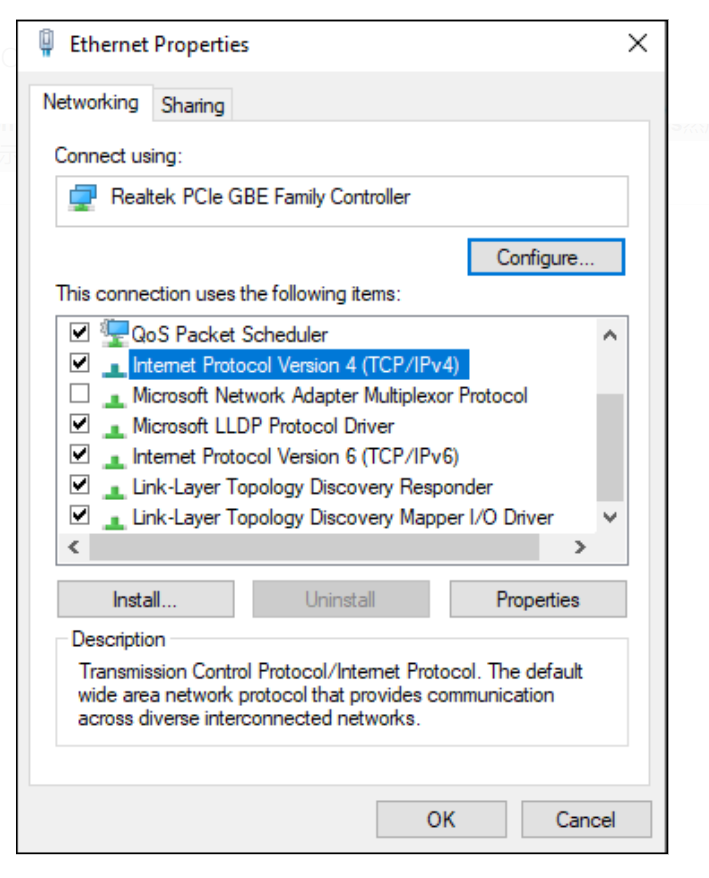 Ethernet Properties
Networking
Sharing
Connect using:
Realtek PCIe GBE Family Controller
Configure...
This connection uses the following items:
QoS Packet Scheduler
Internet Protocol Version 4 (TCP/IPv4)
Microsoft Network Adapter Multiplexor Protocol
Microsoft LLDP Protocol Driver
Internet Protocol Version 6 (TCP/IPv6)
Link-Layer Topology Discovery Responder
Link-Layer Topology Discovery Mapper I/O Driver
Install...
Uninstall
Properties
Description
Transmission Control Protocol/Internet Protocol. The default
wide area network protocol that provides communication
across diverse interconnected networks.
OK
Cancel